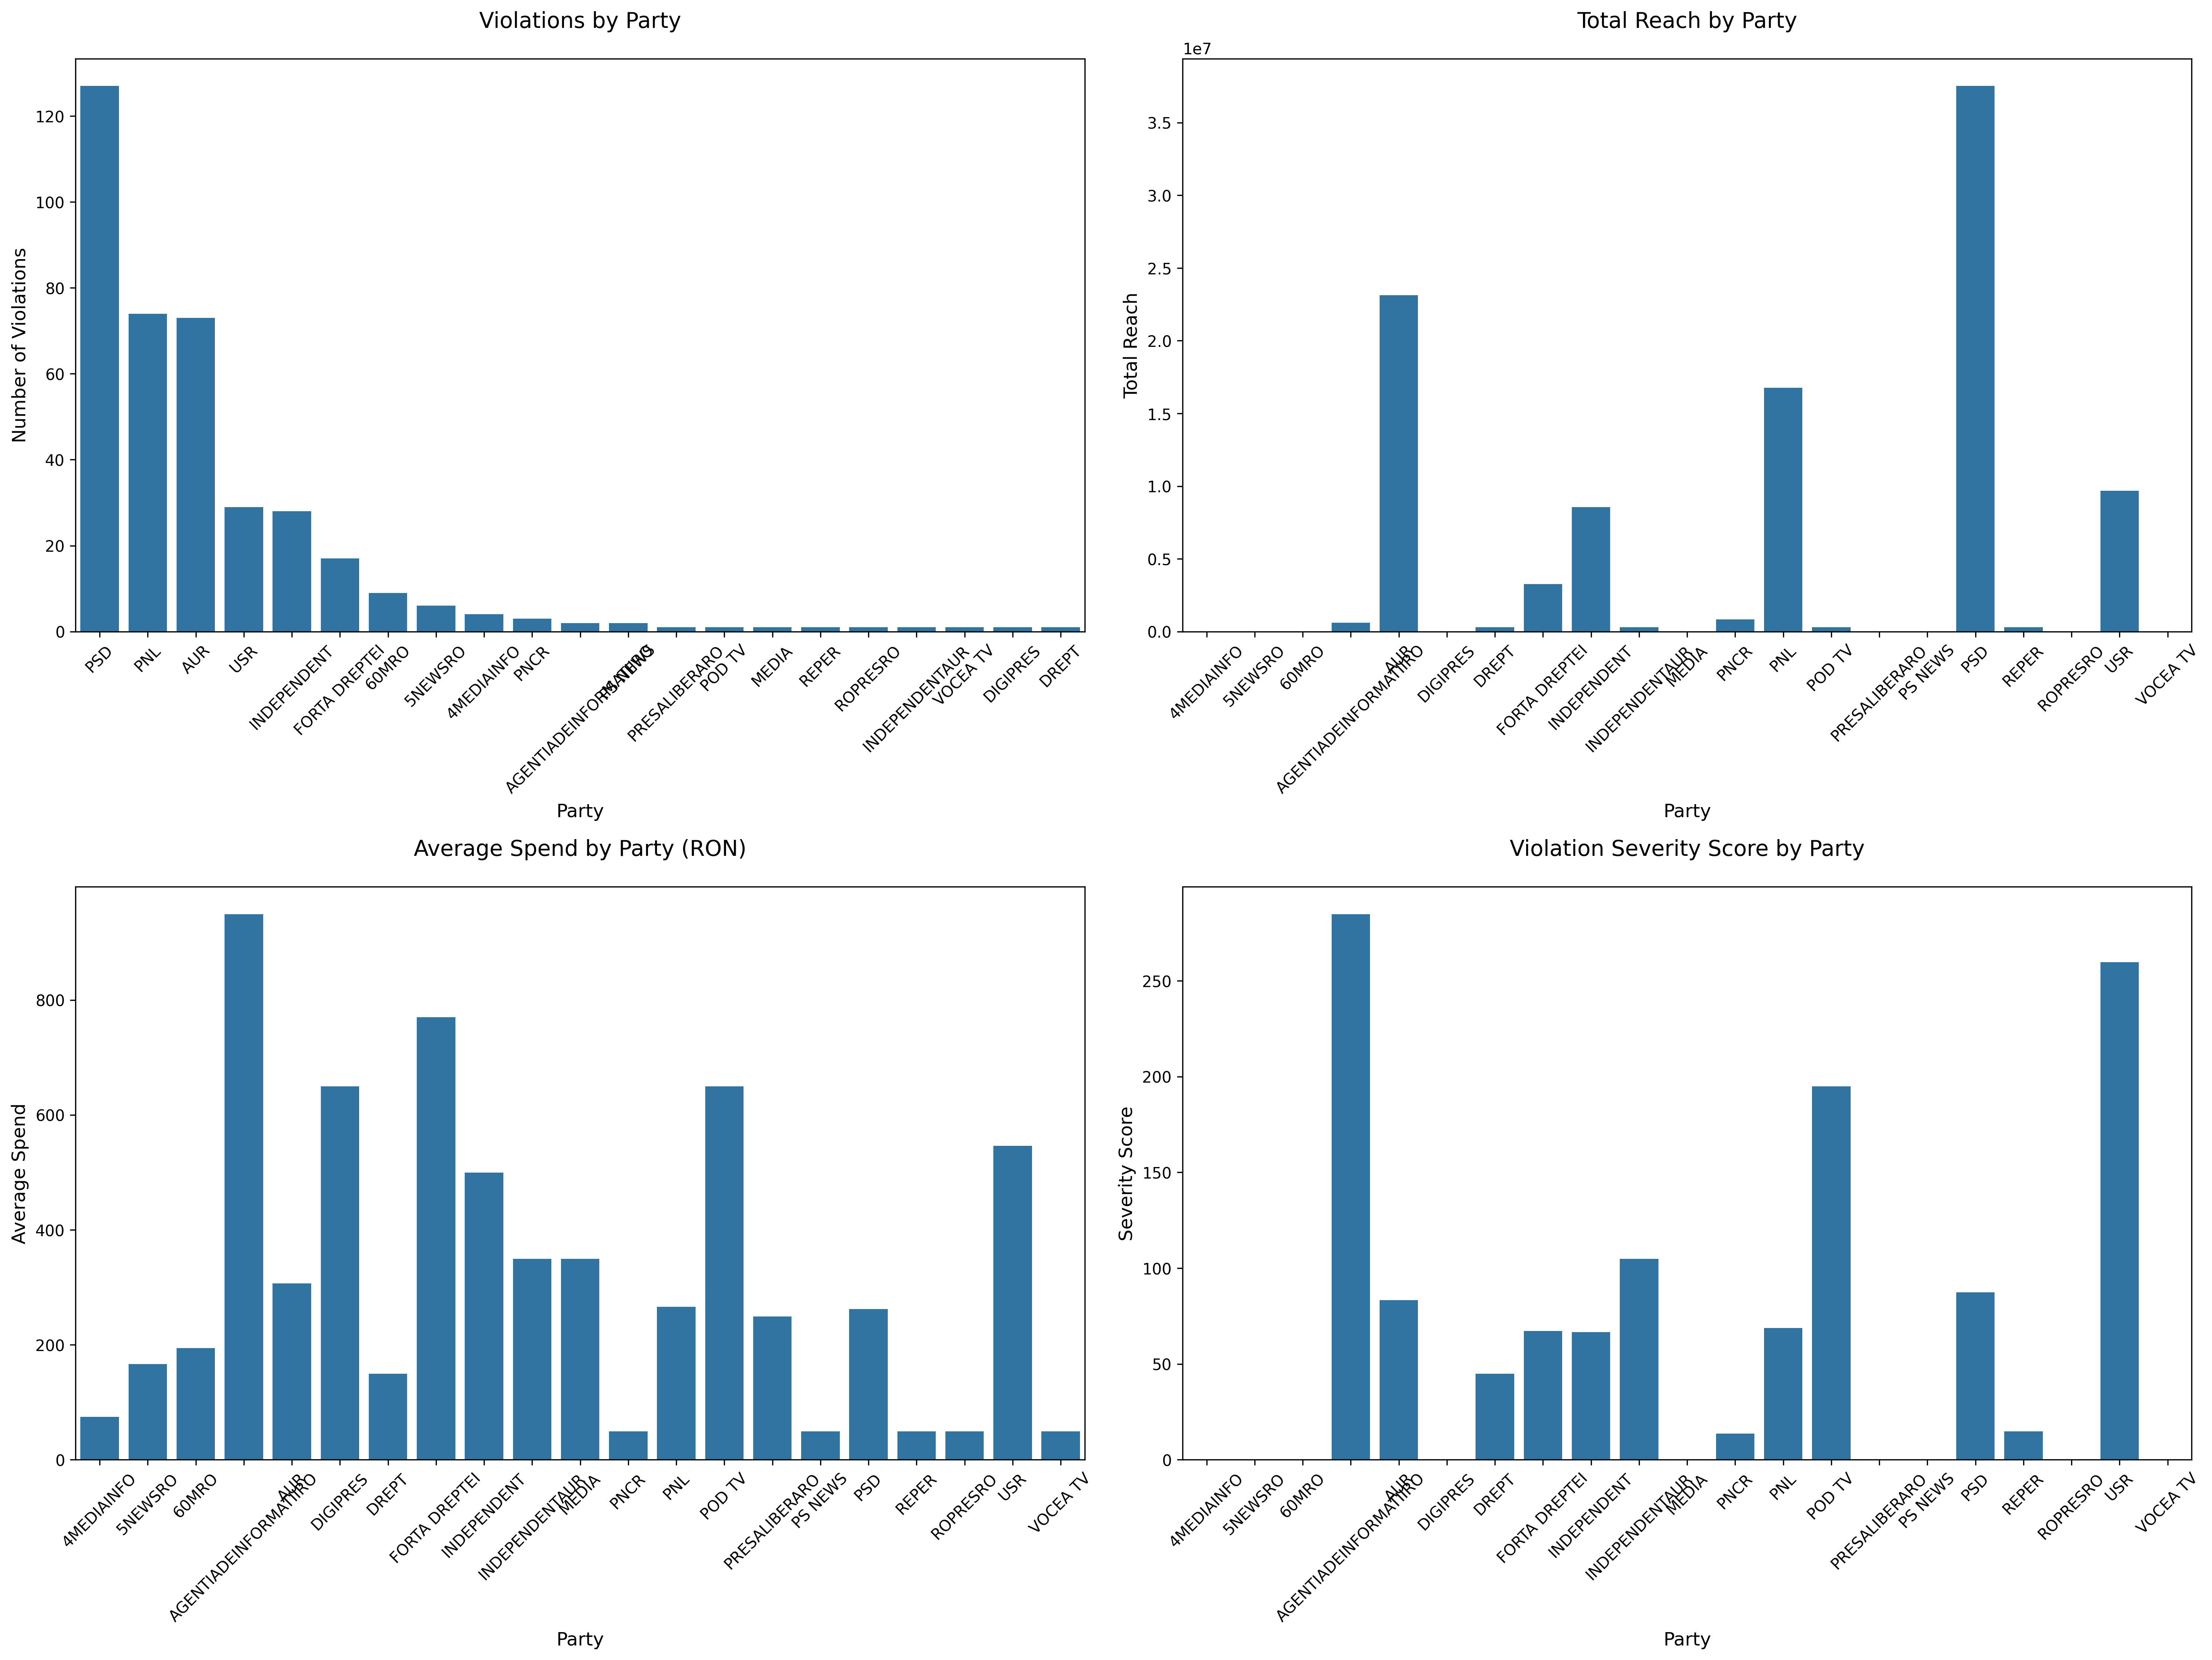 Violations by Party
Number of Violations
120
100
80
60
40
20
0
PSD
PNL
AUR
USR
INDEPENDENT
FORTA DREPTEI
60MRO
5NEWSRO
4MEDIAINFO
PNCR
AGENTIADEINFORMATIIRO
PS NEWS
PRESALIBERARO
POD TV
MEDIA
REPER
ROPRESRO
INDEPENDENTAUR
VOCEA TV
DIGIPRES
DREPT
Party
Total Reach by Party
1e7
Total Reach
3.5
3.0
2.5
2.0
1.5
1.0
0.5
0.0
4MEDIAINFO
5NEWSRO
60MRO
AGENTIADEINFORMATIIRO
AUR
DIGIPRES
DREPT
FORTA DREPTEI
INDEPENDENT
INDEPENDENTAUR
MEDIA
PNCR
PNL
POD TV
PRESALIBERARO
PS NEWS
PSD
REPER
ROPRESRO
USR
VOCEA TV
Party
Average Spend by Party (RON)
Average Spend
800
600
400
200
0
4MEDIAINFO
5NEWSRO
60MRO
AGENTIADEINFORMATIIRO
AUR
DIGIPRES
DREPT
FORTA DREPTEI
INDEPENDENT
INDEPENDENTAUR
MEDIA
PNCR
PNL
POD TV
PRESALIBERARO
PS NEWS
PSD
REPER
ROPRESRO
USR
VOCEA TV
Party
Violation Severity Score by Party
Severity Score
250
200
150
100
50
0
4MEDIAINFO
5NEWSRO
60MRO
AGENTIADEINFORMATIIRO
AUR
DIGIPRES
DREPT
FORTA DREPTEI
INDEPENDENT
INDEPENDENTAUR
MEDIA
PNCR
PNL
POD TV
PRESALIBERARO
PS NEWS
PSD
REPER
ROPRESRO
USR
VOCEA TV
Party